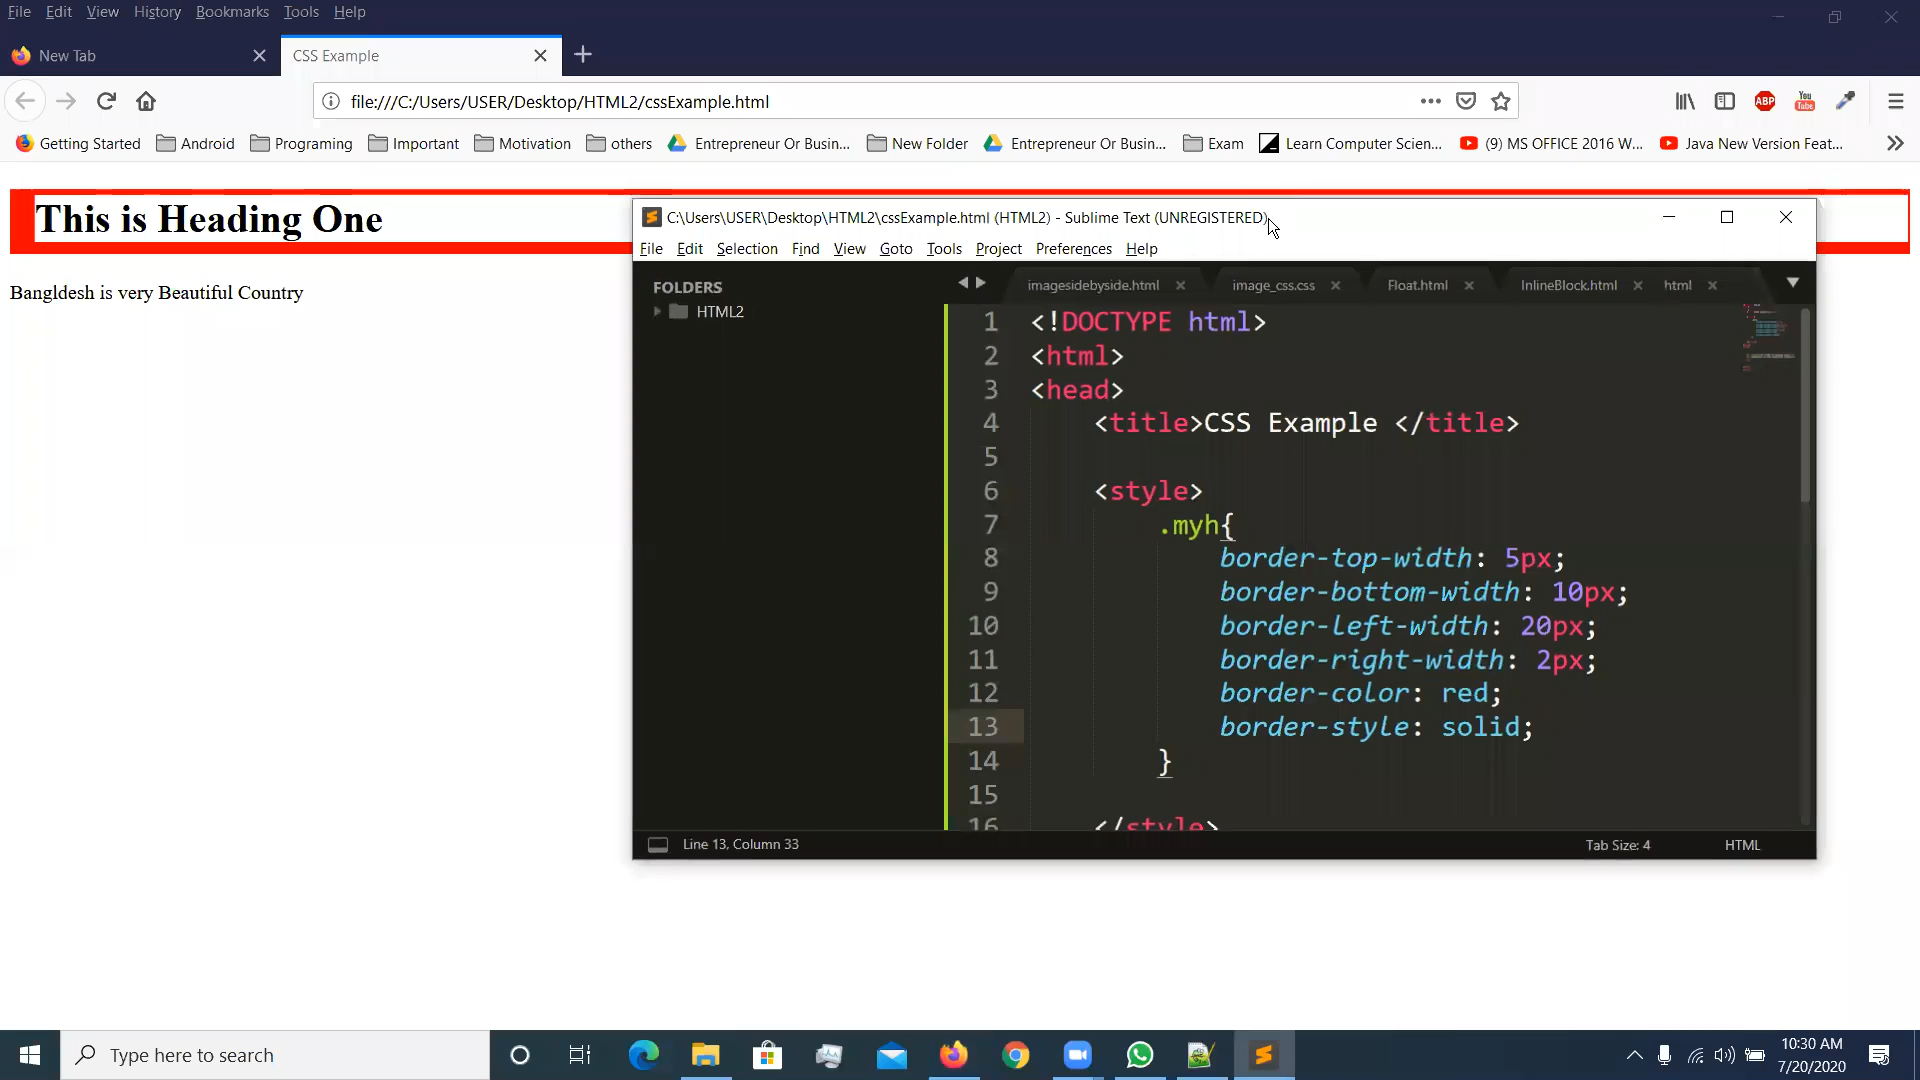 File Edit View History Bookmarks Tools Help
New Tab
CSS Example
file:///C:/Users/USER/Desktop/HTML2/cssExample.html
ABP
You Tube
Getting Started Android Programing Important Motivation others Entrepreneur Or Busin... New Folder Entrepreneur Or Busin... Exam Learn Computer Scien... (9) MS OFFICE 2016 W... Java New Version Feat...
This is Heading One
Bangldesh is very Beautiful Country
C:\Users\USER\Desktop\HTML2\cssExample.html (HTML2) - Sublime Text (UNREGISTERED)
File Edit Selection Find View Goto Tools Project Preferences Help
FOLDERS
HTML2
imagesidebyside.html image_css.css Float.html InlineBlock.html html
1 <!DOCTYPE html>
2 <html>
3 <head>
4 <title>CSS Example </title>
5
6 <style>
7 .myh{
8 border-top-width: 5px;
9 border-bottom-width: 10px;
10 border-left-width: 20px;
11 border-right-width: 2px;
12 border-color: red;
13 border-style: solid;
14 }
15
16 </style>
Line 13, Column 33
Tab Size: 4
HTML
Type here to search
10:30 AM
7/20/2020